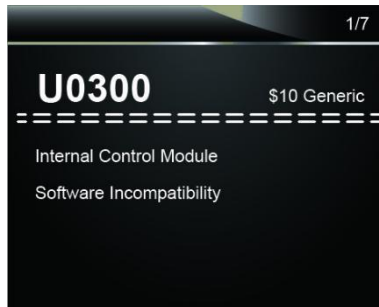 1/7
U0300 $10 Generic
Internal Control Module
Software Incompatibility